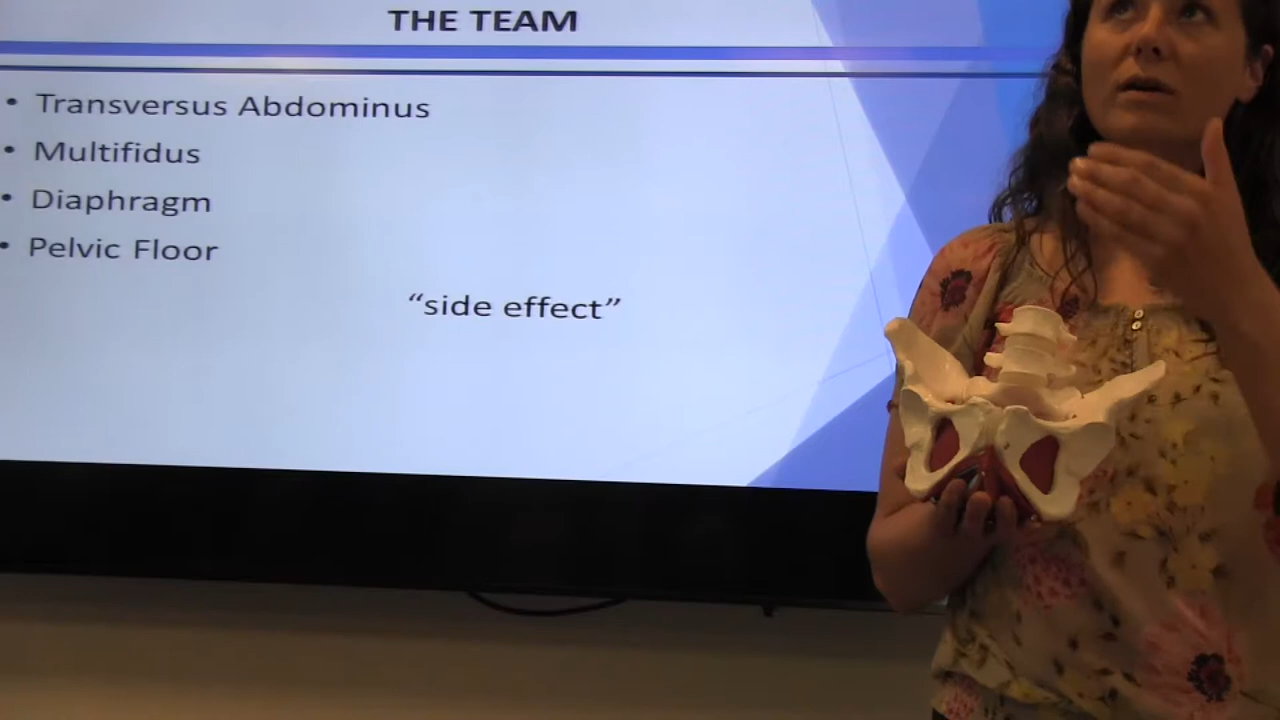 THE TEAM
• Transversus Abdominus
• Multifidus
• Diaphragm
• Pelvic Floor
“side effect”